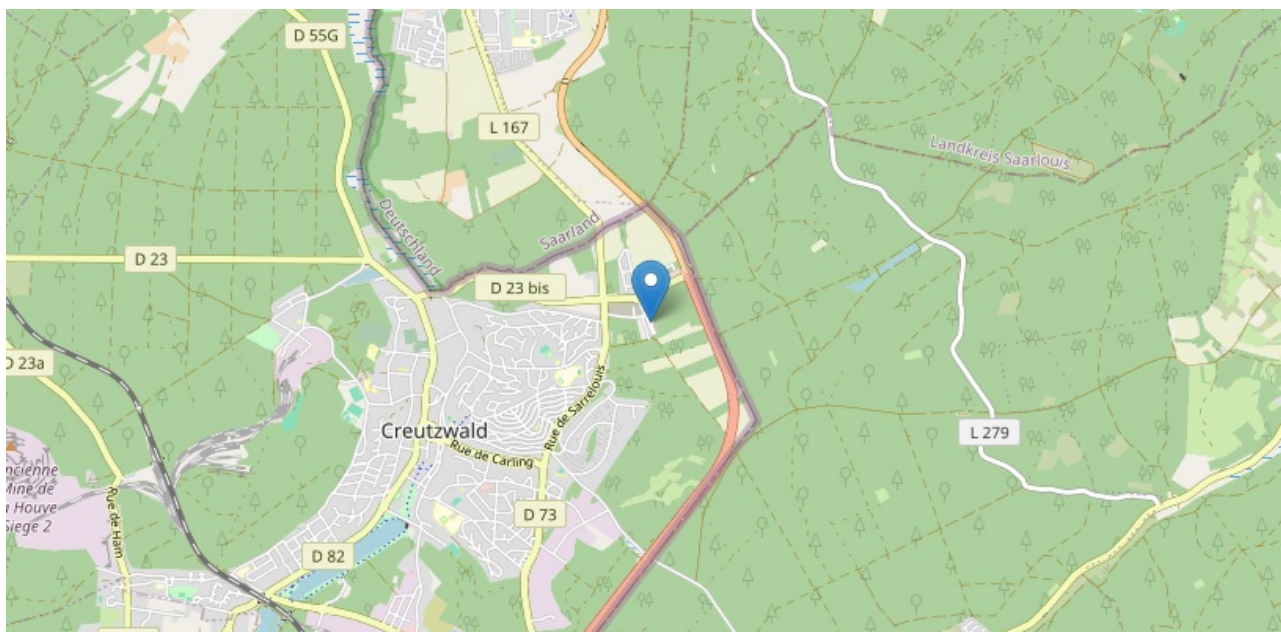 D 55G
L 167
Landkreis Saarlouis
Deutschland
Saarland
D 23
D 23 bis
D 23a
Rue de Sarrelouis
Creutzwald
L 279
Rue de Carling
ncienne
Mine de
Houve
Siege 2
Rue de Ham
D 73
D 82